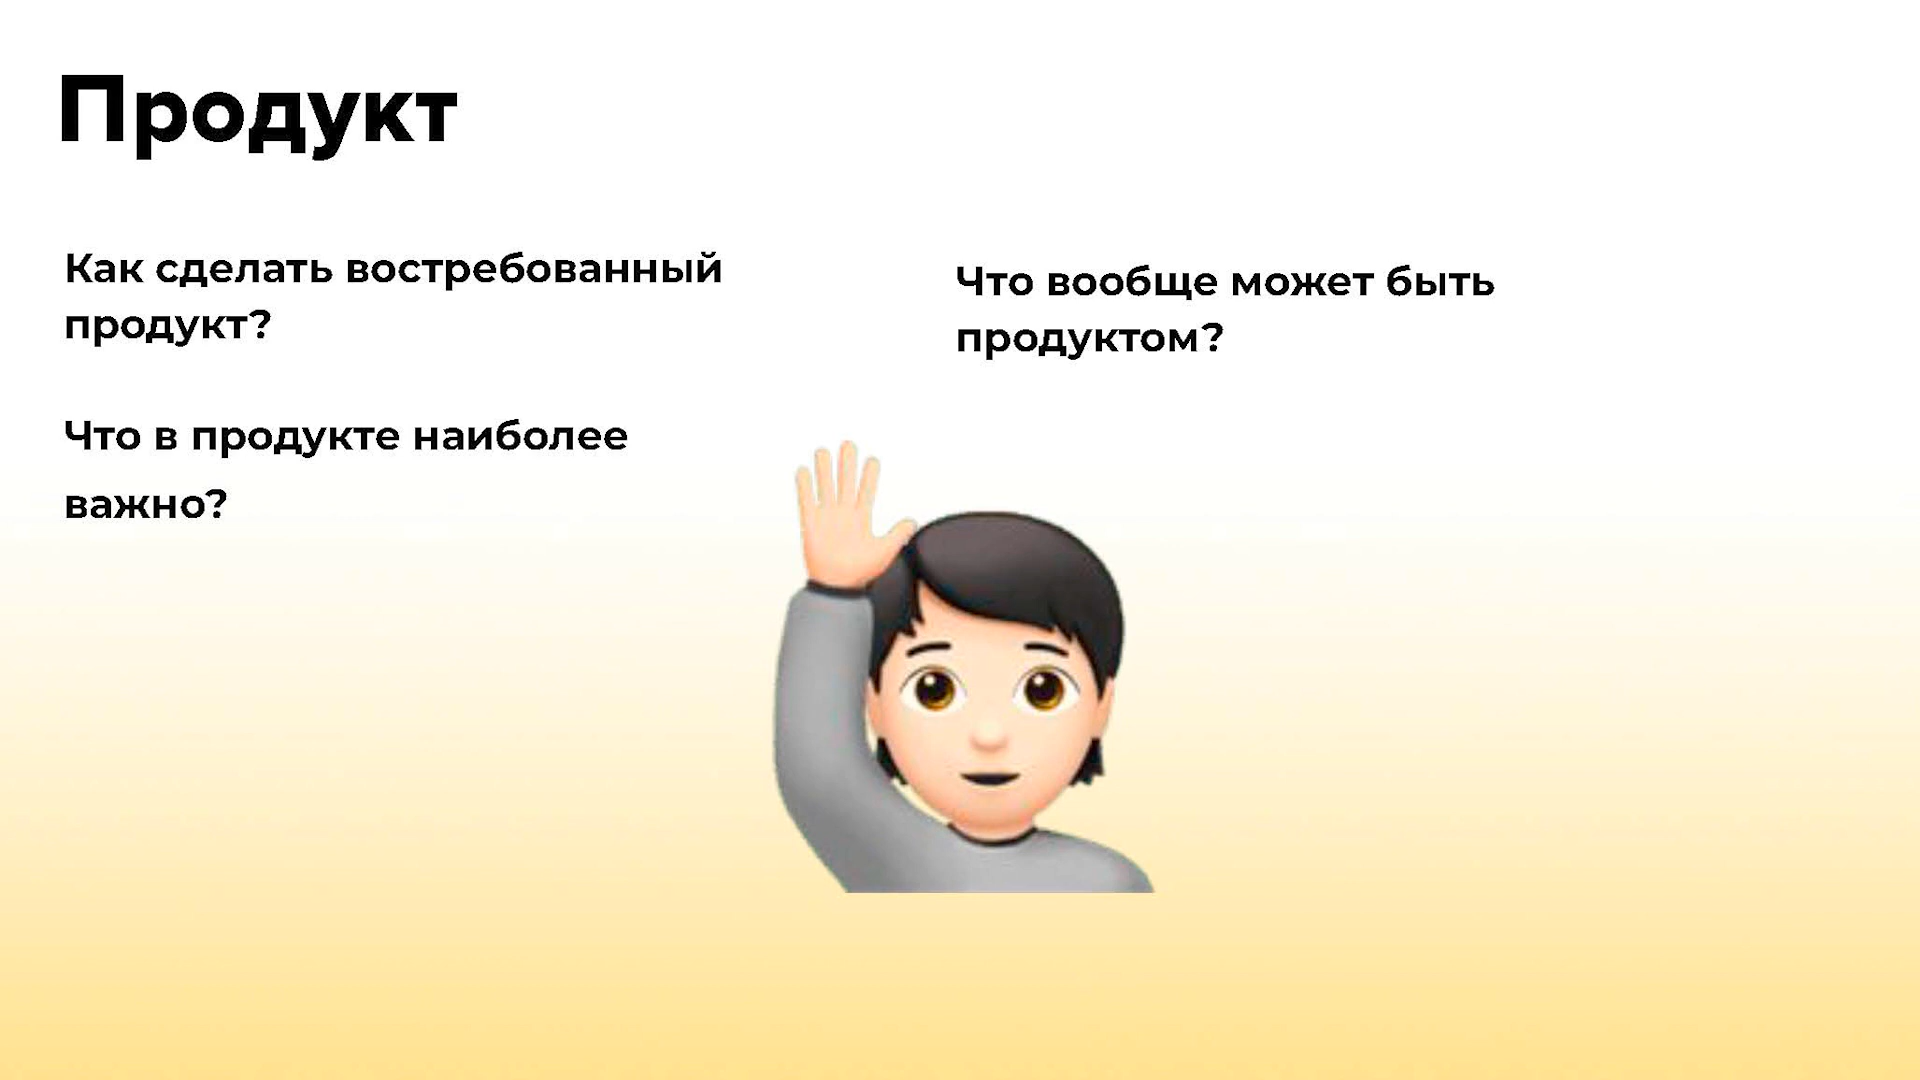 Продукт
Как сделать востребованный
продукт?
Что в продукте наиболее
важно?
Что вообще может быть
продуктом?